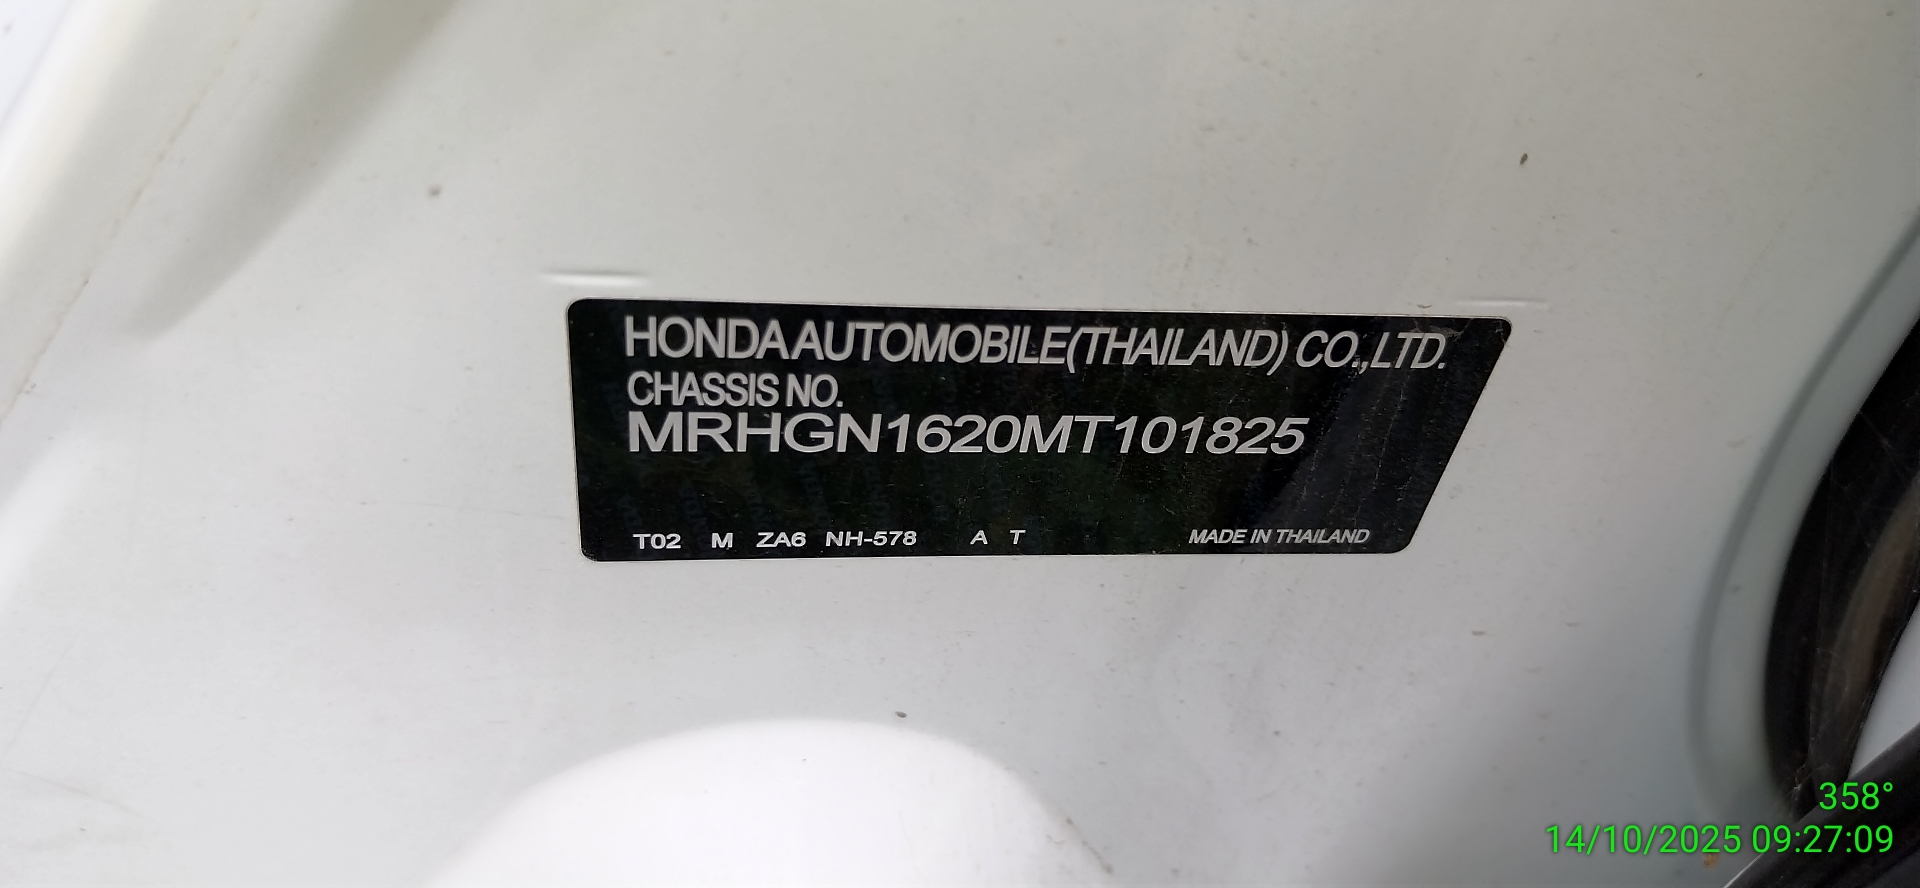 HONDA AUTOMOBILE (THAILAND) CO.,LTD.
CHASSIS NO.
MRHGN1620MT101825
T02 M ZA6 NH-578 A T MADE IN THAILAND
358°
14/10/2025 09:27:09